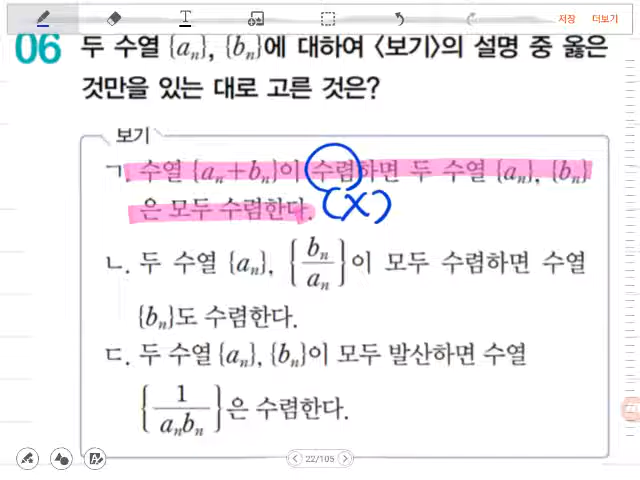 저장 더보기
06 두 수열 {aₙ}, {bₙ}에 대하여 〈보기〉의 설명 중 옳은
것만을 있는 대로 고른 것은?
보기
ㄱ. 수열 {aₙ+bₙ}이 수렴하면 두 수열 {aₙ}, {bₙ}
은 모두 수렴한다. (X)
ㄴ. 두 수열 {aₙ}, {bₙ/aₙ}이 모두 수렴하면 수열
{bₙ}도 수렴한다.
ㄷ. 두 수열 {aₙ}, {bₙ}이 모두 발산하면 수열
{1/aₙbₙ}은 수렴한다.
22/105